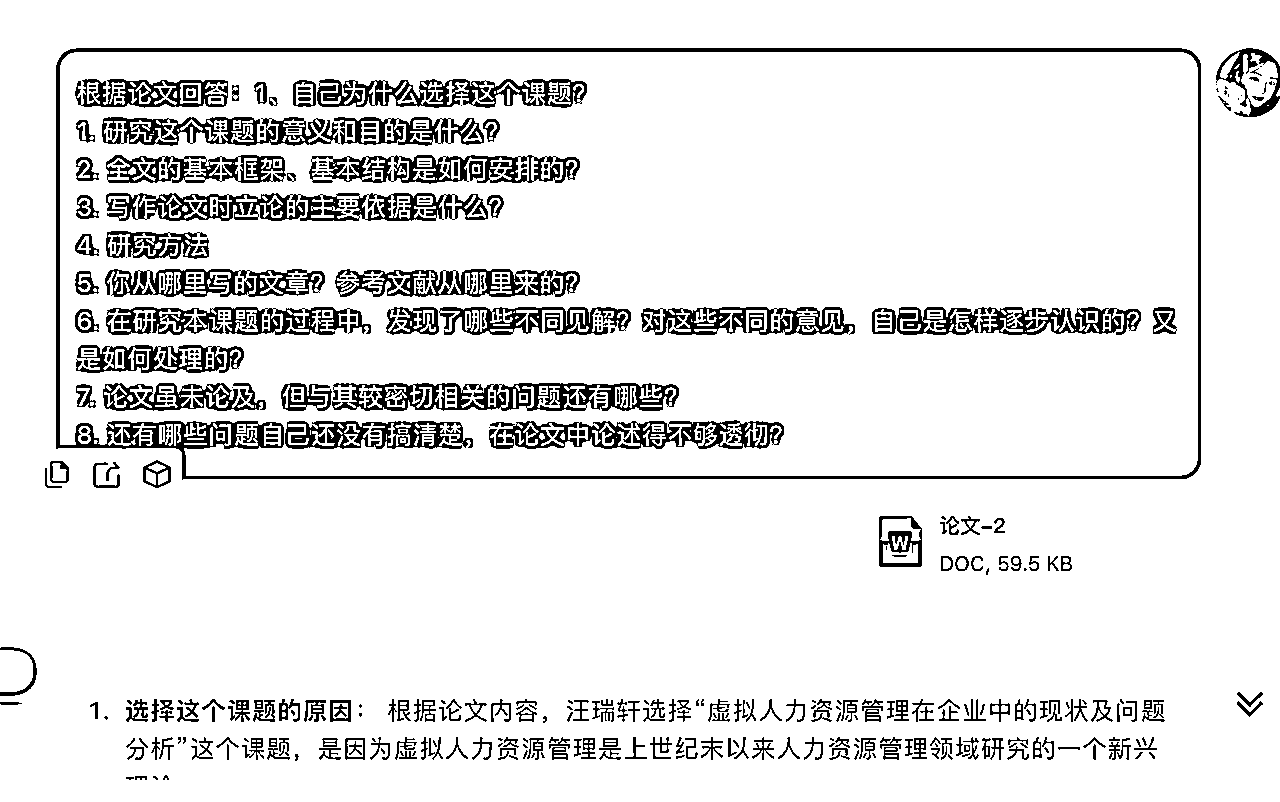 根据论文回答：1、自己为什么选择这个课题？
1. 研究这个课题的意义和目的是什么？
2. 全文的基本框架、基本结构是如何安排的？
3. 写作论文时立论的主要依据是什么？
4. 研究方法
5. 你从哪里写的文章？参考文献从哪里来的？
6. 在研究本课题的过程中，发现了哪些不同见解？对这些不同的意见，自己是怎样逐步认识的？又
是如何处理的？
7. 论文虽未论及，但与其较密切相关的问题还有哪些？
8. 还有哪些问题自己还没有搞清楚，在论文中论述得不够透彻？
论文-2
DOC, 59.5 KB
1. 选择这个课题的原因： 根据论文内容，汪瑞轩选择“虚拟人力资源管理在企业中的现状及问题
分析”这个课题，是因为虚拟人力资源管理是上世纪末以来人力资源管理领域研究的一个新兴